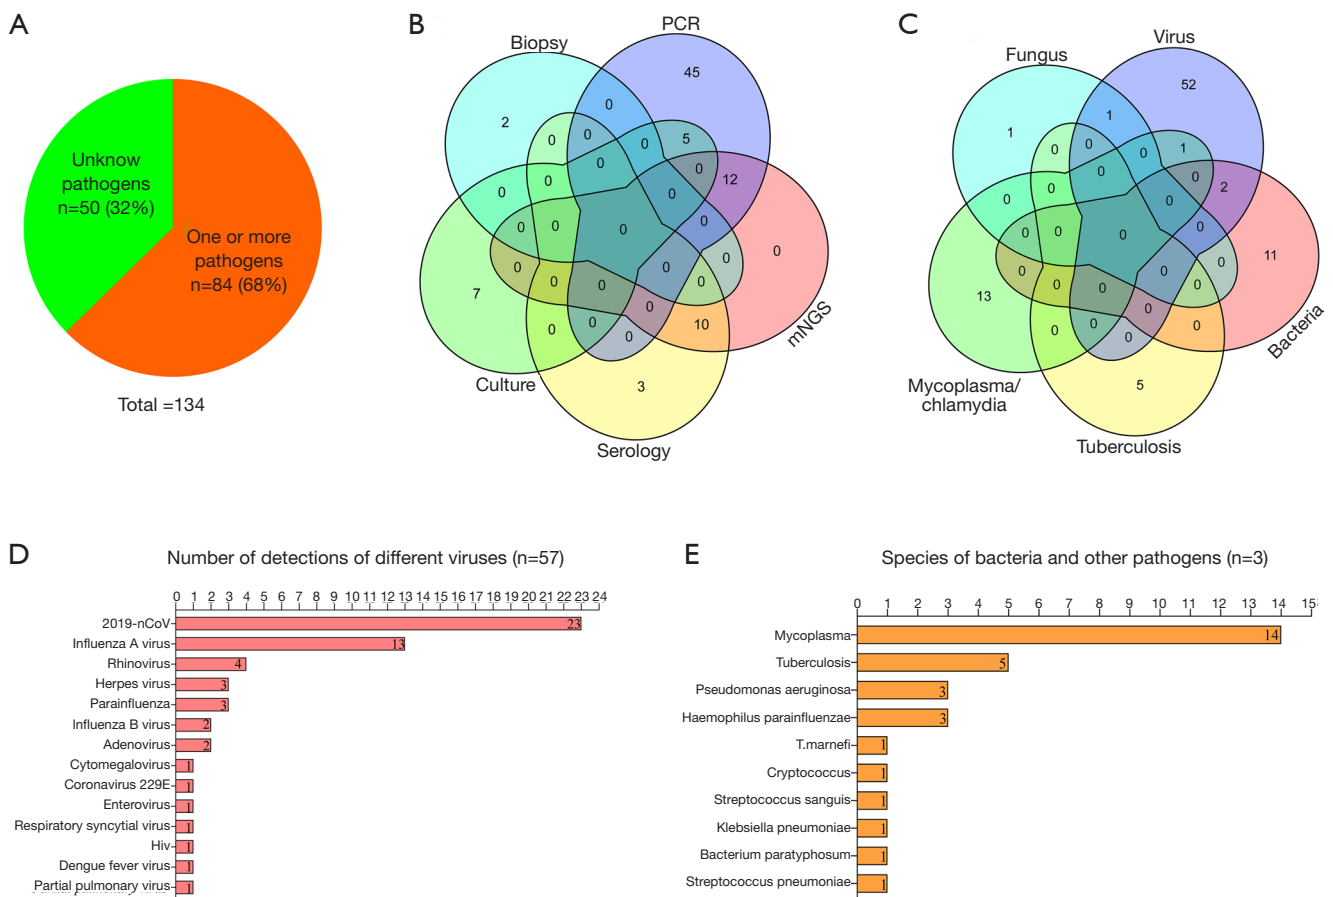 A
Unknow
pathogens
n=50 (32%)
One or more
pathogens
n=84 (68%)
Total =134
B
PCR
Biopsy
45
0
2
5
0
0
0
0
0
0
12
0
0
0
0
0
0
0
0
0
0
0
7
0
0
0
0
0
10
0
0
0
3
mNGS
Culture
Serology
C
Virus
Fungus
52
1
1
1
0
0
0
0
0
0
2
0
0
0
0
0
0
0
11
0
0
0
13
0
0
0
0
0
0
0
0
0
5
Bacteria
Mycoplasma/
chlamydia
Tuberculosis
D
Number of detections of different viruses (n=57)
0 1 2 3 4 5 6 7 8 9 10 11 12 13 14 15 16 17 18 19 20 21 22 23 24
2019-nCoV 23
Influenza A virus 13
Rhinovirus 4
Herpes virus 3
Parainfluenza 3
Influenza B virus 2
Adenovirus 2
Cytomegalovirus 1
Coronavirus 229E 1
Enterovirus 1
Respiratory syncytial virus 1
Hiv 1
Dengue fever virus 1
Partial pulmonary virus 1
E
Species of bacteria and other pathogens (n=3)
0 1 2 3 4 5 6 7 8 9 10 11 12 13 14 15
Mycoplasma 14
Tuberculosis 5
Pseudomonas aeruginosa 3
Haemophilus parainfluenzae 3
T.marnefi 1
Cryptococcus 1
Streptococcus sanguis 1
Klebsiella pneumoniae 1
Bacterium paratyphosum 1
Streptococcus pneumoniae 1